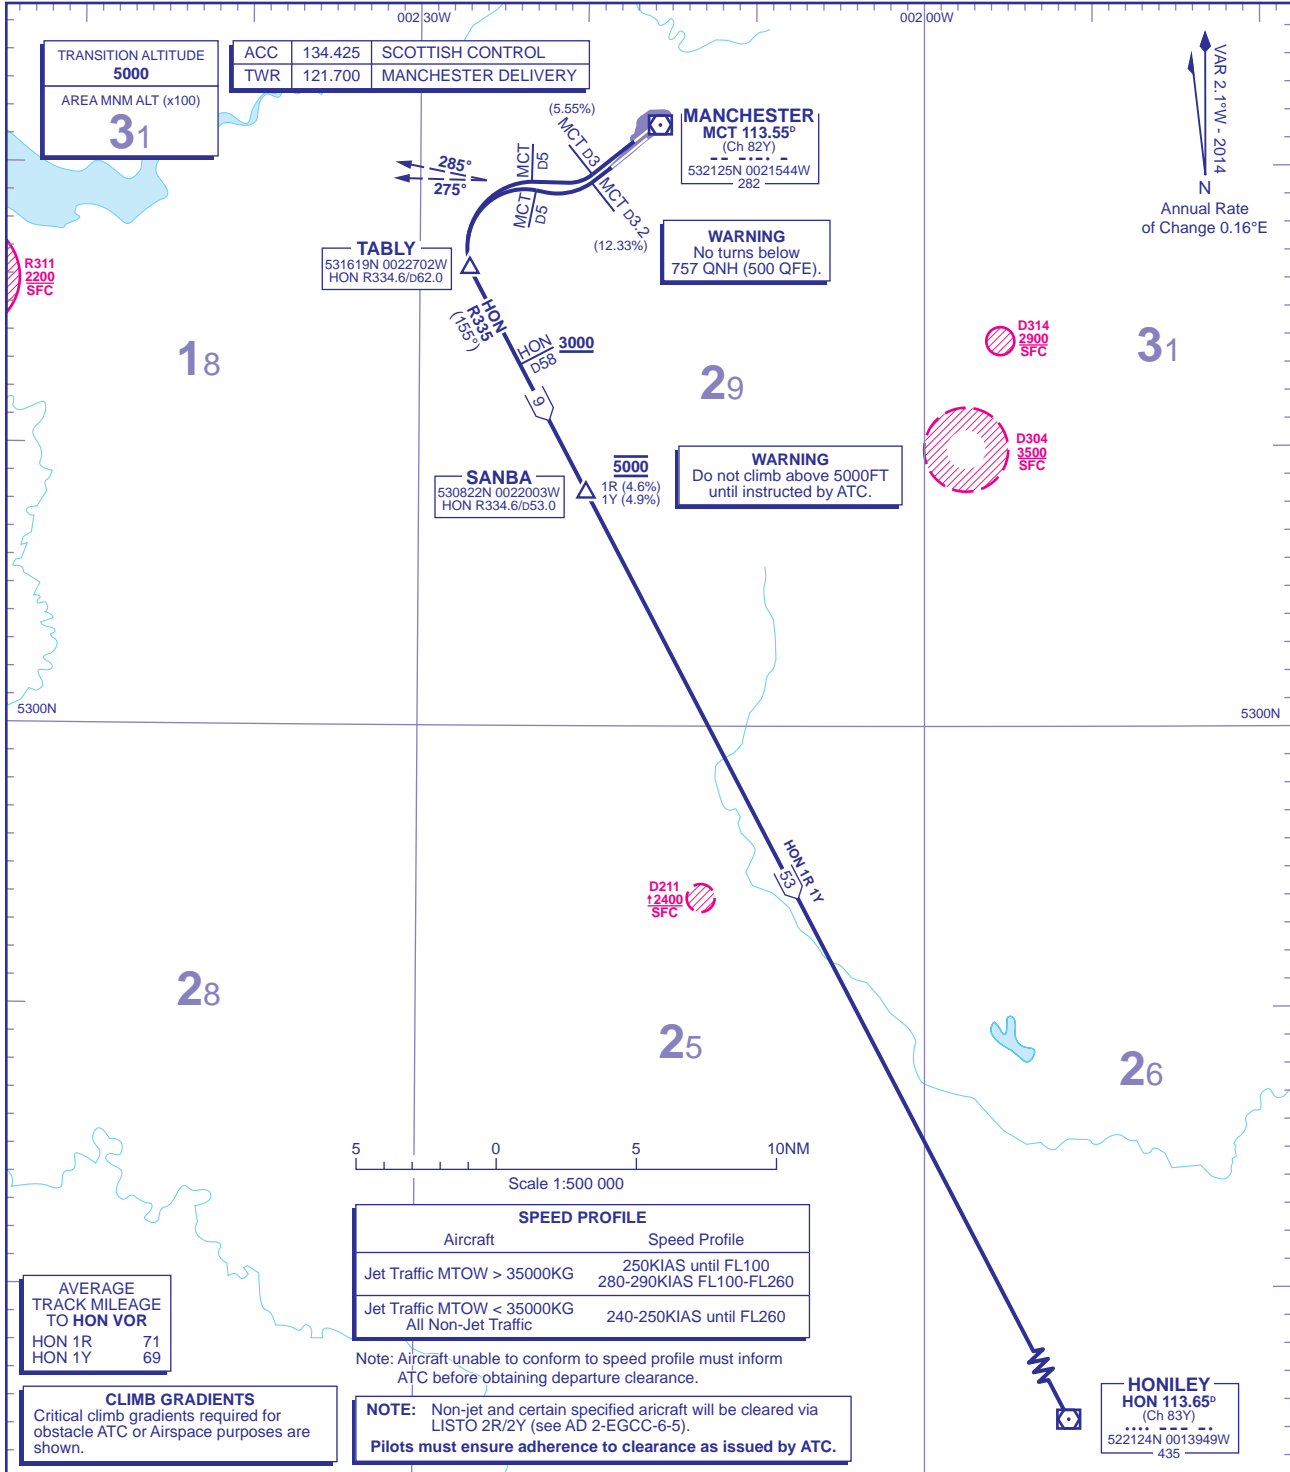 002 30W
002 00W
TRANSITION ALTITUDE
5000
AREA MNM ALT (x100)
31
ACC 134.425 SCOTTISH CONTROL
TWR 121.700 MANCHESTER DELIVERY
VAR 2.1°W - 2014
N
Annual Rate
of Change 0.16°E
MANCHESTER
MCT 113.55D
(Ch 82Y)
-- -·-· -
532125N 0021544W
282
(5.55%)
MCT D3
MCT
D5
285°
275°
MCT
D5
MCT D3.2
(12.33%)
WARNING
No turns below
757 QNH (500 QFE).
TABLY
531619N 0022702W
HON R334.6/D62.0
R311
2200
SFC
HON
R335
(155°)
HON
D58
3000
D314
2900
SFC
18
29
31
9
D304
3500
SFC
SANBA
530822N 0022003W
HON R334.6/D53.0
5000
1R (4.6%)
1Y (4.9%)
WARNING
Do not climb above 5000FT
until instructed by ATC.
5300N
5300N
HON 1R 1Y
53
D211
↑2400
SFC
28
25
26
5 0 5 10NM
Scale 1:500 000
SPEED PROFILE
Aircraft Speed Profile
Jet Traffic MTOW > 35000KG
250KIAS until FL100
280-290KIAS FL100-FL260
Jet Traffic MTOW < 35000KG
All Non-Jet Traffic
240-250KIAS until FL260
AVERAGE
TRACK MILEAGE
TO HON VOR
HON 1R 71
HON 1Y 69
Note: Aircraft unable to conform to speed profile must inform
ATC before obtaining departure clearance.
CLIMB GRADIENTS
Critical climb gradients required for
obstacle ATC or Airspace purposes are
shown.
NOTE: Non-jet and certain specified aricraft will be cleared via
LISTO 2R/2Y (see AD 2-EGCC-6-5).
Pilots must ensure adherence to clearance as issued by ATC.
HONILEY
HON 113.65D
(Ch 83Y)
···· --- -·
522124N 0013949W
435